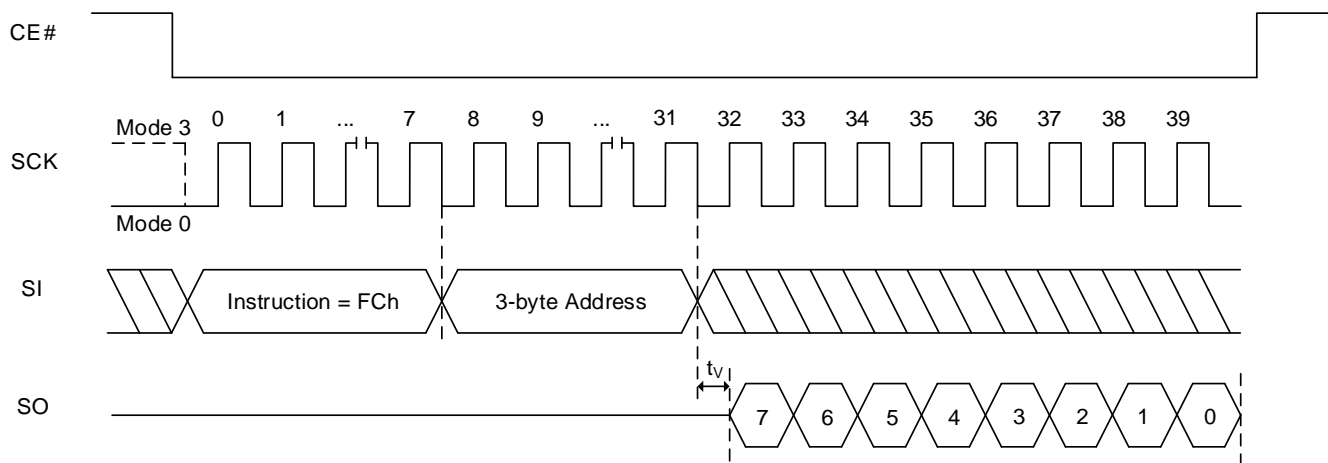 CE#
0 1 ... 7 8 9 ... 31 32 33 34 35 36 37 38 39
Mode 3
SCK
Mode 0
SI
Instruction = FCh
3-byte Address
tV
SO
7 6 5 4 3 2 1 0